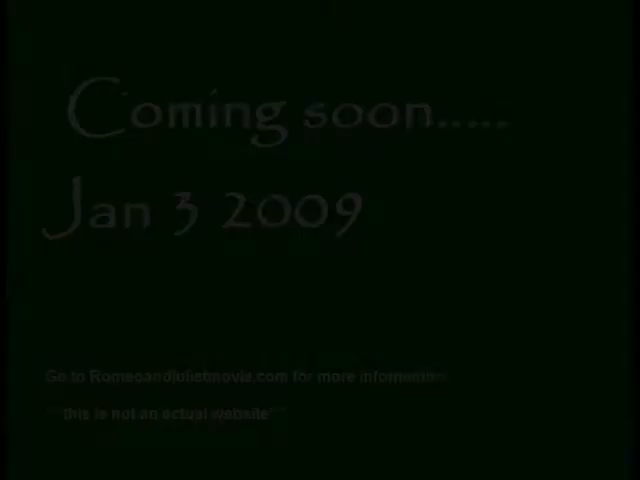 Coming soon.....
Jan 3 2009
Go to Romeoandjulietmovie.com for more information
**this is not an actual website**